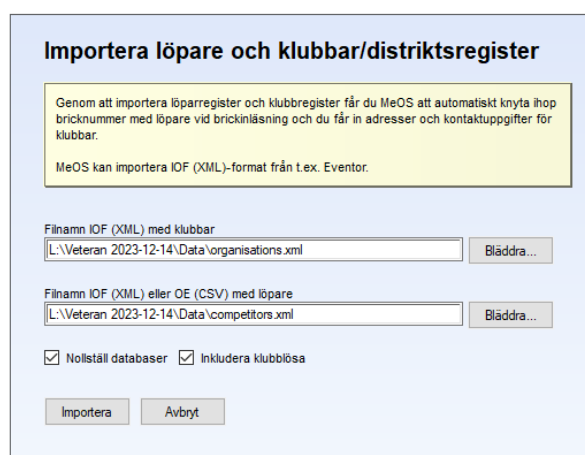 Importera löpare och klubbar/distriktsregister
Genom att importera löparregister och klubbregister får du MeOS att automatiskt knyta ihop
bricknummer med löpare vid brickinläsning och du får in adresser och kontaktuppgifter för
klubbar.
MeOS kan importera IOF (XML)-format från t.ex. Eventor.
Filnamn IOF (XML) med klubbar
L:\Veteran 2023-12-14\Data\organisations.xml
Bläddra...
Filnamn IOF (XML) eller OE (CSV) med löpare
L:\Veteran 2023-12-14\Data\competitors.xml
Bläddra...
Nollställ databaser Inkludera klubblösa
Importera Avbryt